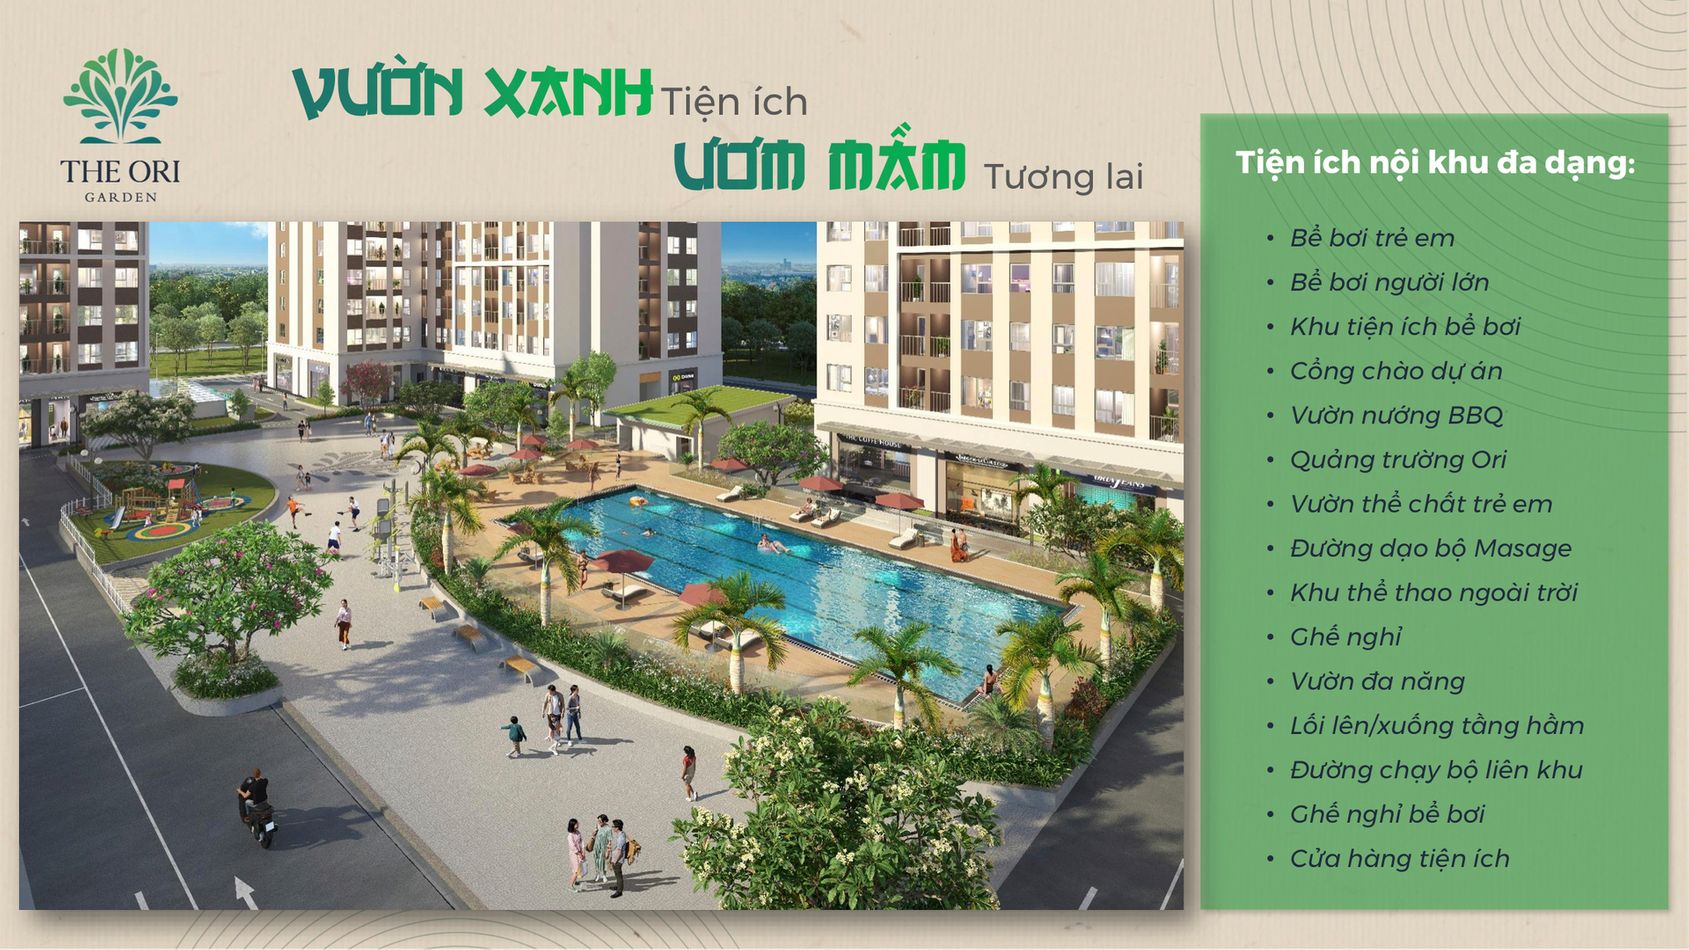 THE ORI
GARDEN
VƯỜN XANH Tiện ích
ƯƠM MẦM Tương lai
Tiện ích nội khu đa dạng:
• Bể bơi trẻ em
• Bể bơi người lớn
• Khu tiện ích bể bơi
• Cổng chào dự án
• Vườn nướng BBQ
• Quảng trường Ori
• Vườn thể chất trẻ em
• Đường dạo bộ Masage
• Khu thể thao ngoài trời
• Ghế nghỉ
• Vườn đa năng
• Lối lên/xuống tầng hầm
• Đường chạy bộ liên khu
• Ghế nghỉ bể bơi
• Cửa hàng tiện ích